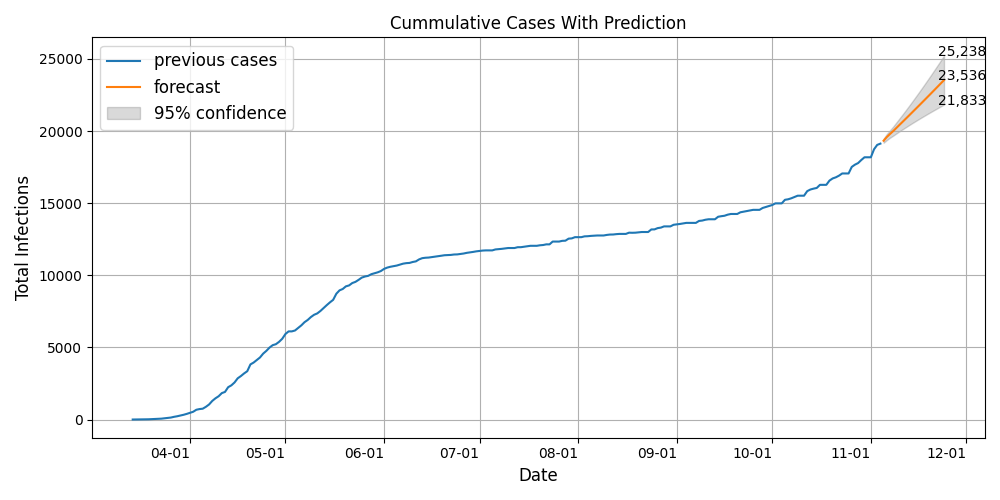 Cummulative Cases With Prediction
previous cases
forecast
95% confidence
25,238
23,536
21,833
25000
20000
15000
10000
5000
0
Total Infections
04-01 05-01 06-01 07-01 08-01 09-01 10-01 11-01 12-01
Date